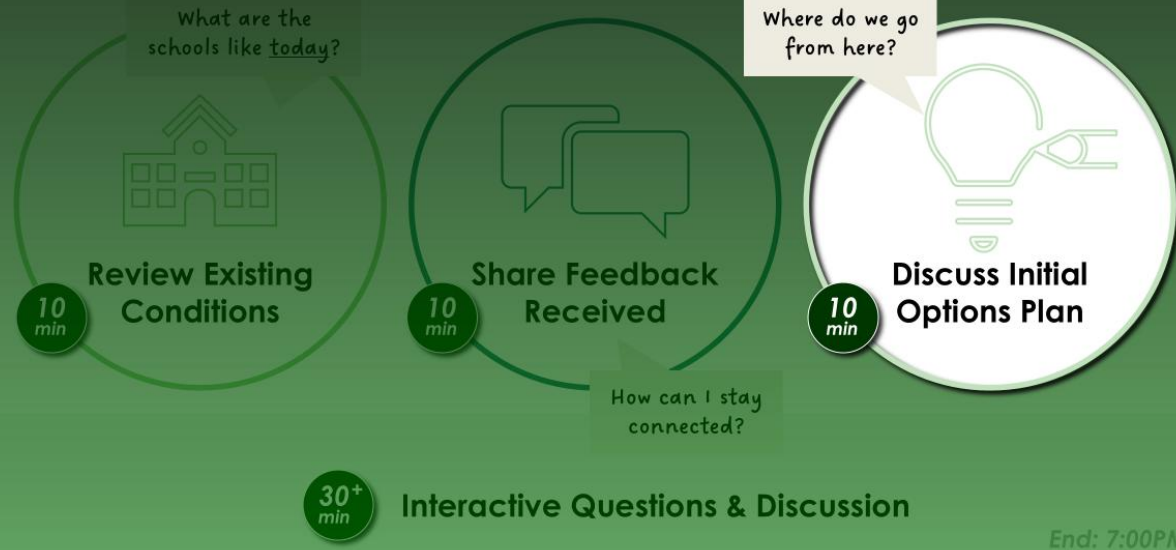 What are the
schools like today?
Review Existing
Conditions
10
min
Share Feedback
Received
10
min
How can I stay
connected?
Where do we go
from here?
Discuss Initial
Options Plan
10
min
30+
min
Interactive Questions & Discussion
End: 7:00P